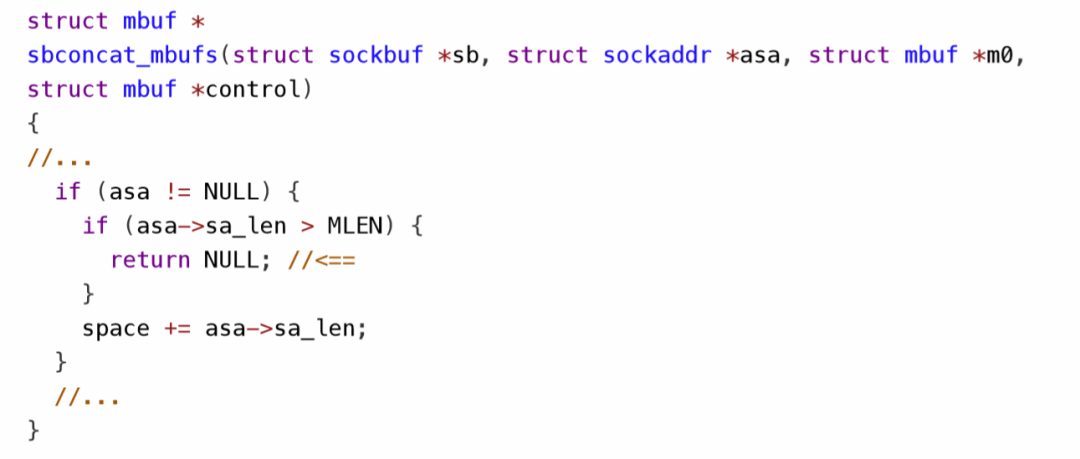 struct mbuf *
sbconcat_mbufs(struct sockbuf *sb, struct sockaddr *asa, struct mbuf *m0,
struct mbuf *control)
{
//...
  if (asa != NULL) {
    if (asa->sa_len > MLEN) {
      return NULL; //<==
    }
    space += asa->sa_len;
  }
  //...
}